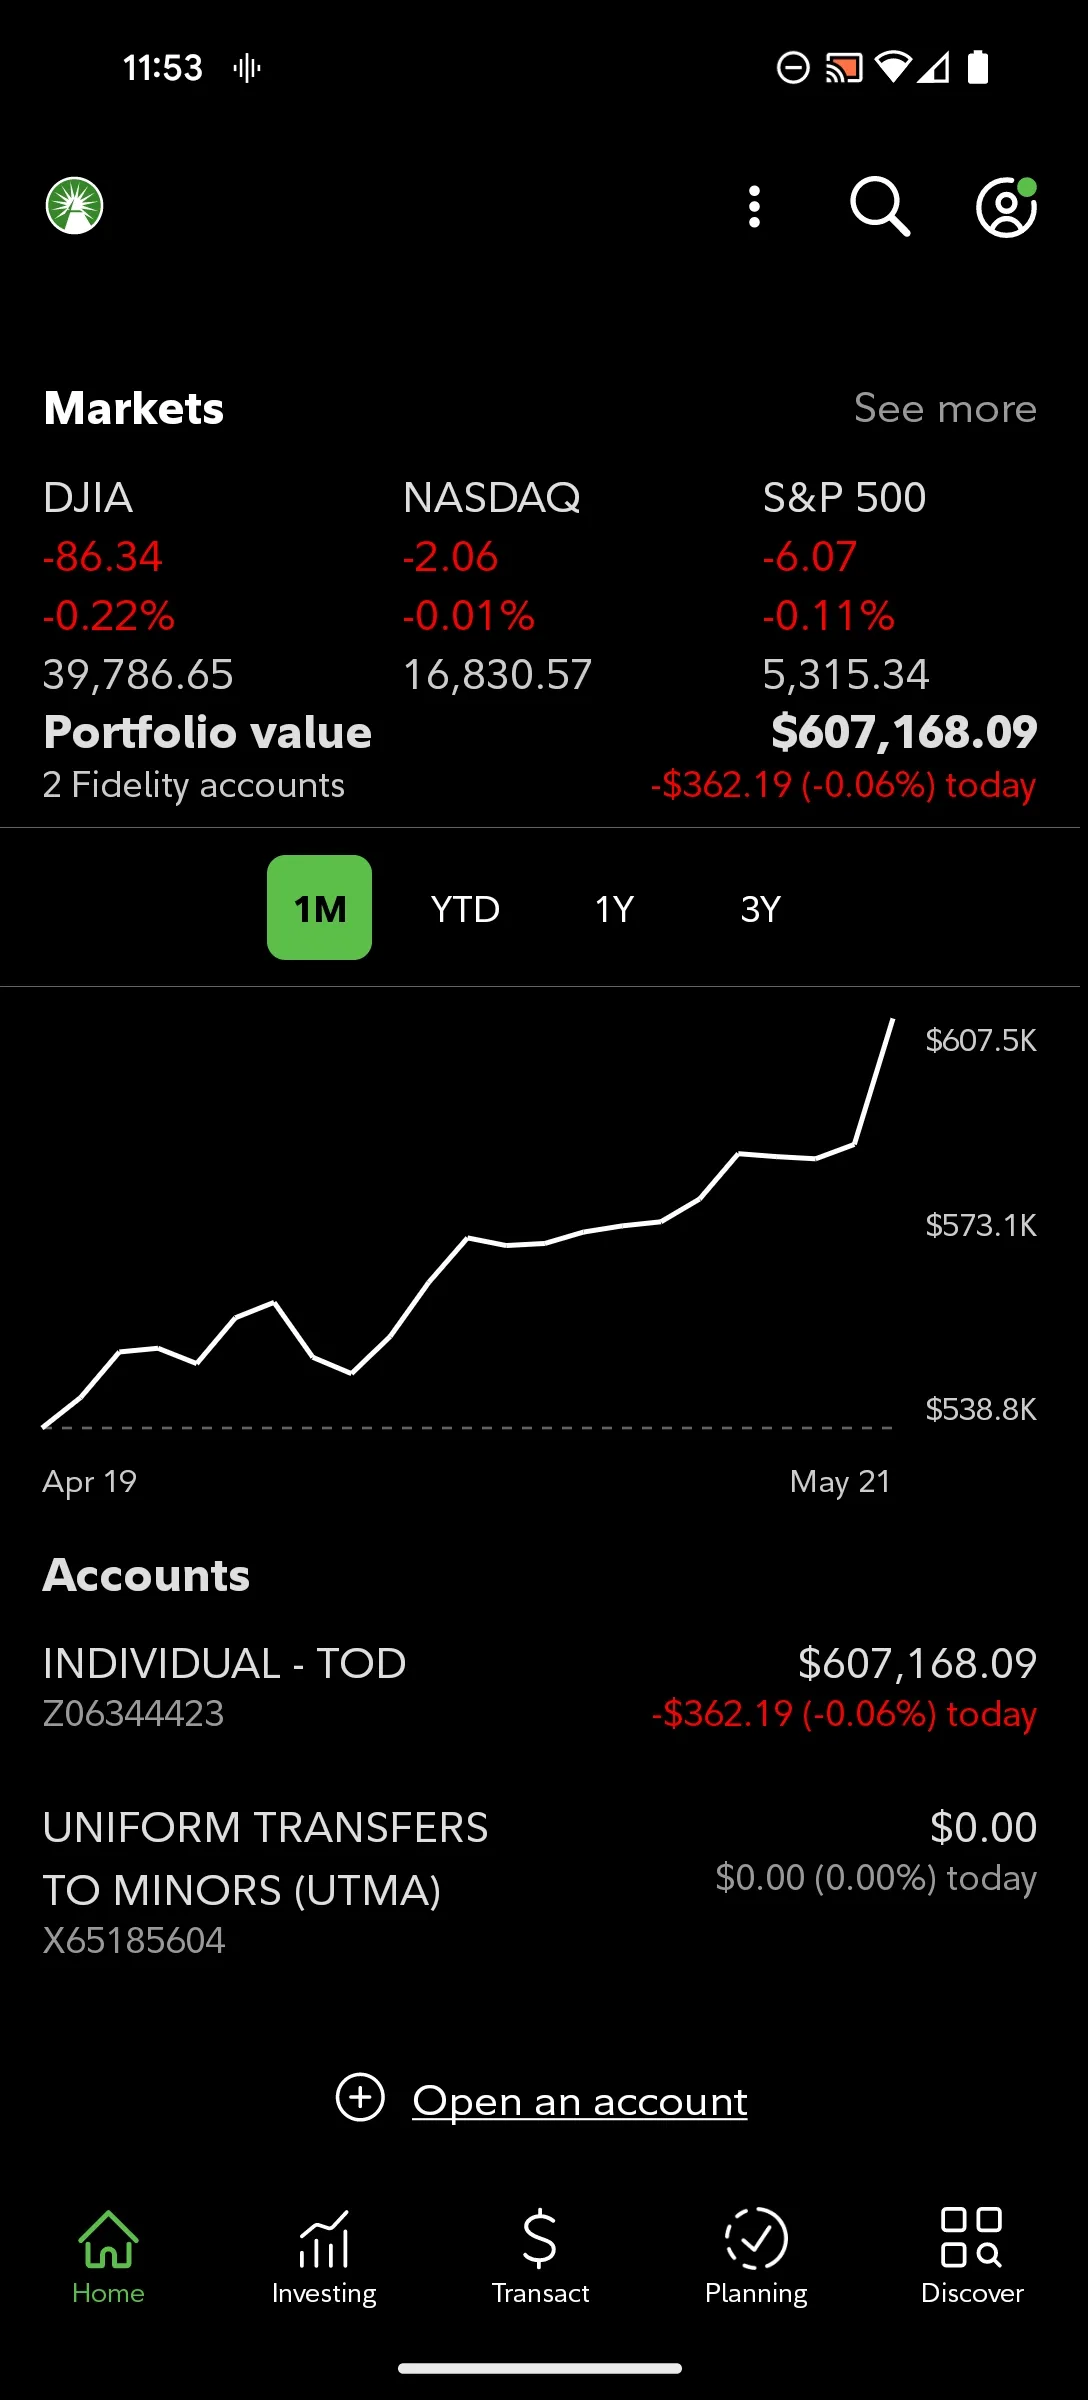 11:53
Markets
See more
DJIA NASDAQ S&P 500
-86.34 -2.06 -6.07
-0.22% -0.01% -0.11%
39,786.65 16,830.57 5,315.34
Portfolio value $607,168.09
2 Fidelity accounts -$362.19 (-0.06%) today
1M YTD 1Y 3Y
$607.5K
$573.1K
$538.8K
Apr 19 May 21
Accounts
INDIVIDUAL - TOD $607,168.09
Z06344423 -$362.19 (-0.06%) today
UNIFORM TRANSFERS $0.00
TO MINORS (UTMA) $0.00 (0.00%) today
X65185604
Open an account
Home Investing Transact Planning Discover